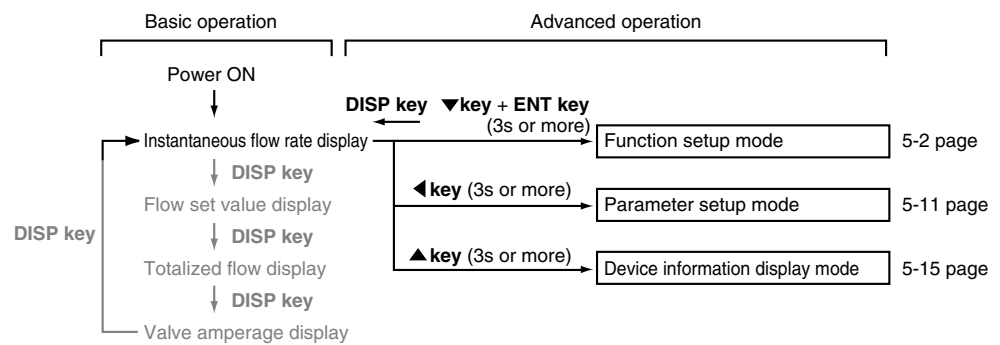 Basic operation
Advanced operation
Power ON
DISP key ▼key + ENT key
(3s or more)
Instantaneous flow rate display
Function setup mode
5-2 page
DISP key
◀ key (3s or more)
Flow set value display
Parameter setup mode
5-11 page
DISP key
DISP key
▲ key (3s or more)
Totalized flow display
Device information display mode
5-15 page
DISP key
Valve amperage display